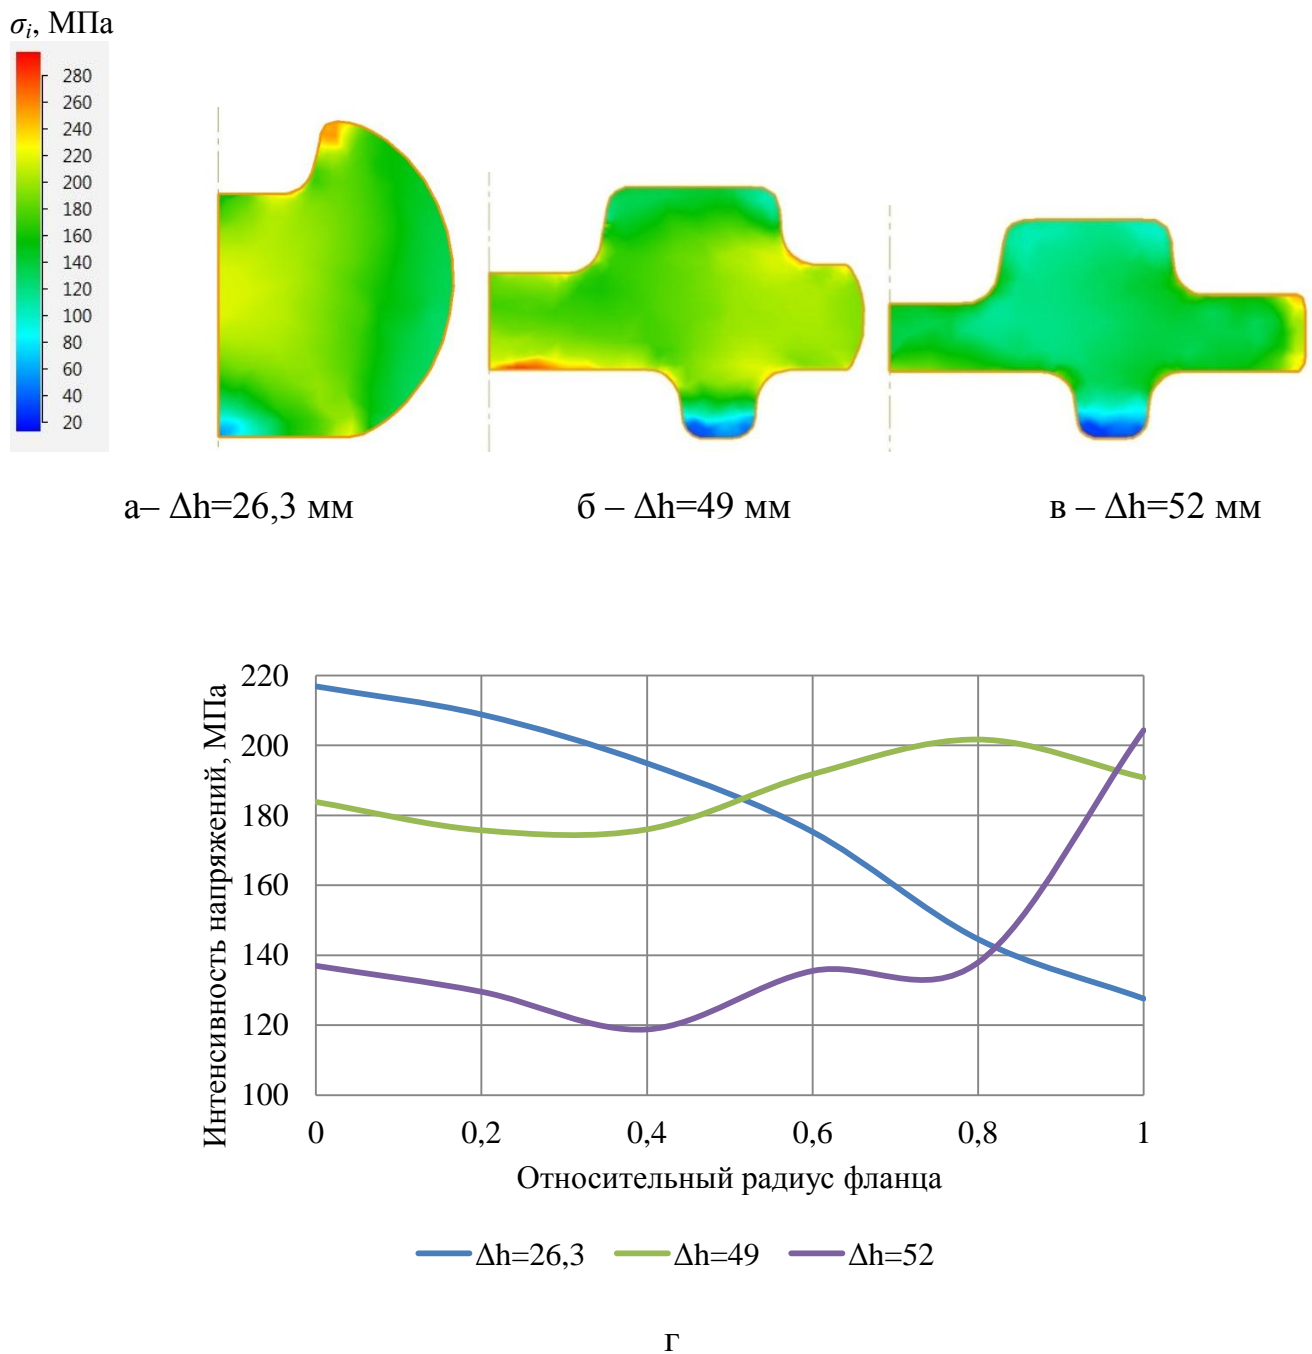 σi, МПа
280
260
240
220
200
180
160
140
120
100
80
60
40
20
а– Δh=26,3 мм
б – Δh=49 мм
в – Δh=52 мм
Интенсивность напряжений, МПа
220
200
180
160
140
120
100
0 0,2 0,4 0,6 0,8 1
Относительный радиус фланца
Δh=26,3 Δh=49 Δh=52
г